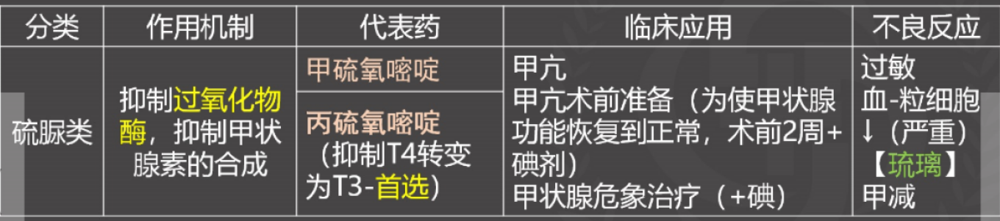 分类
作用机制
代表药
临床应用
不良反应
硫脲类
抑制过氧化物
酶，抑制甲状
腺素的合成
甲硫氧嘧啶
丙硫氧嘧啶
（抑制T4转变
为T3-首选）
甲亢
甲亢术前准备（为使甲状腺
功能恢复到正常，术前2周+
碘剂）
甲状腺危象治疗（+碘）
过敏
血-粒细胞
↓（严重）
【琉璃】
甲减